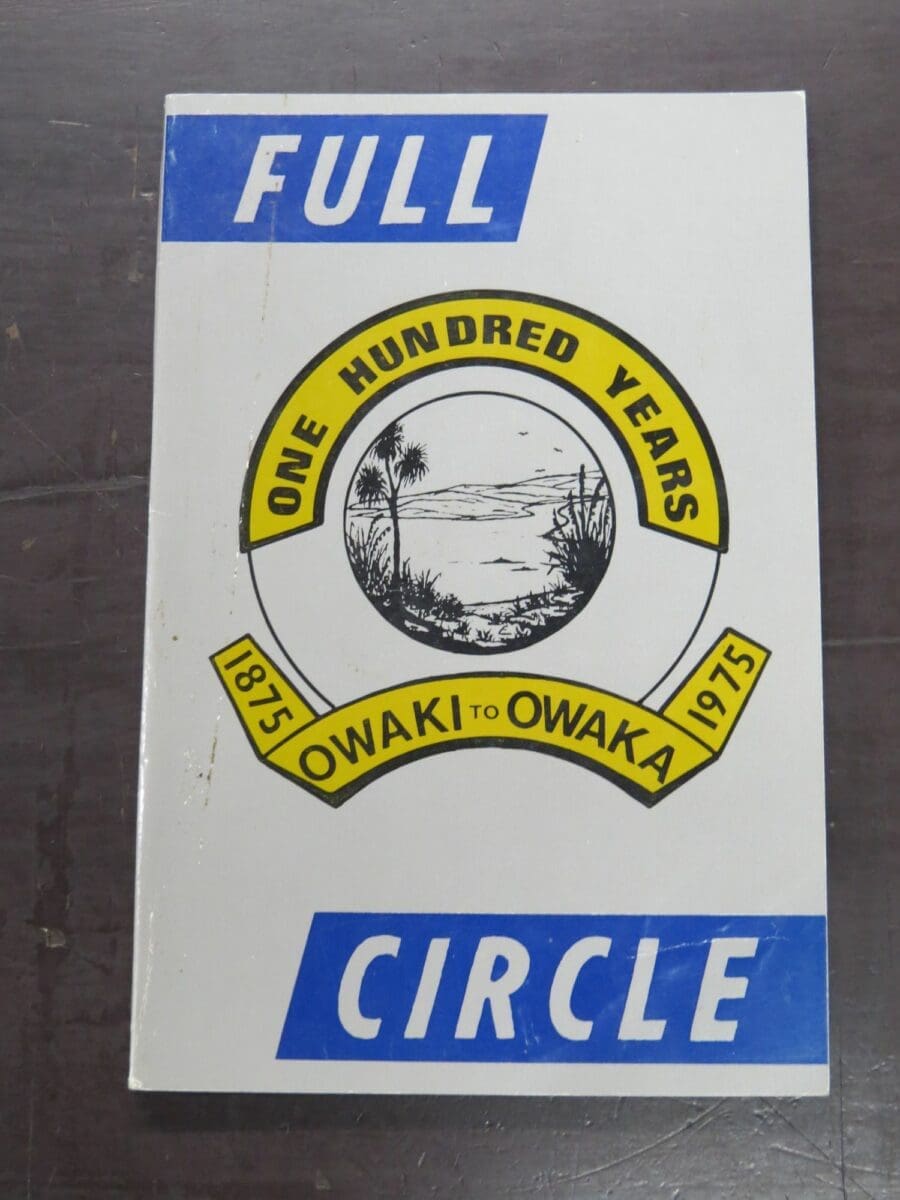 FULL
ONE HUNDRED YEARS
1875
OWAKI TO OWAKA
1975
CIRCLE